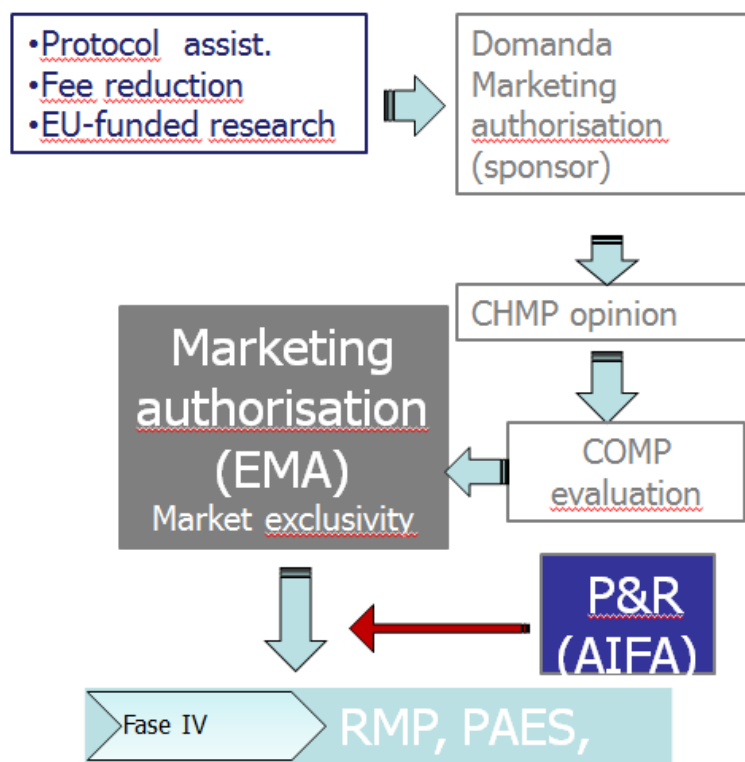 •Protocol assist.
•Fee reduction
•EU-funded research
Domanda
Marketing
authorisation
(sponsor)
CHMP opinion
Marketing
authorisation
(EMA)
Market exclusivity
COMP
evaluation
P&R
(AIFA)
Fase IV
RMP, PAES,